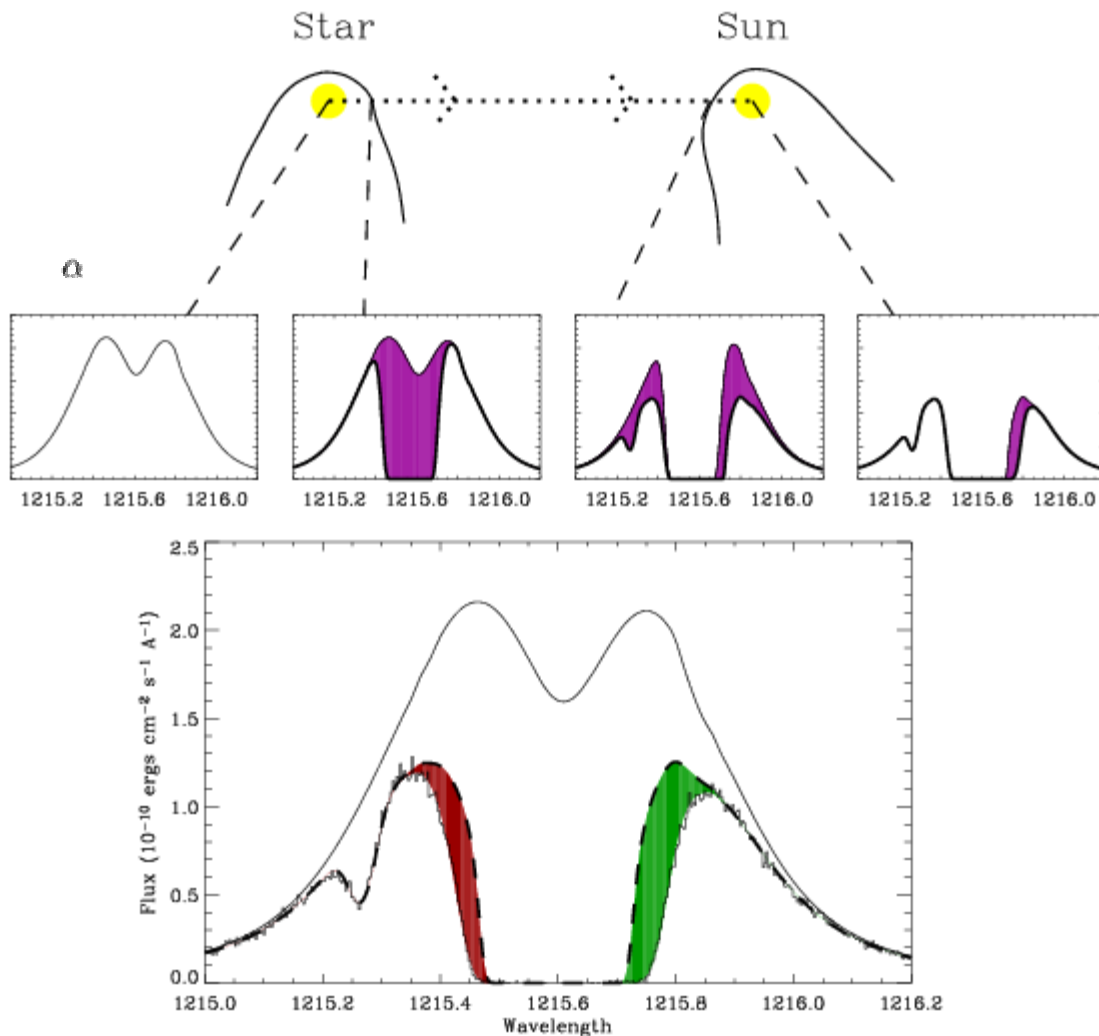 Star Sun
a
1215.2 1215.6 1216.0 1215.2 1215.6 1216.0 1215.2 1215.6 1216.0 1215.2 1215.6 1216.0
2.5
2.0
1.5
1.0
0.5
0.0
Flux (10⁻¹⁰ ergs cm⁻² s⁻¹ A⁻¹)
1215.0 1215.2 1215.4 1215.6 1215.8 1216.0 1216.2
Wavelength